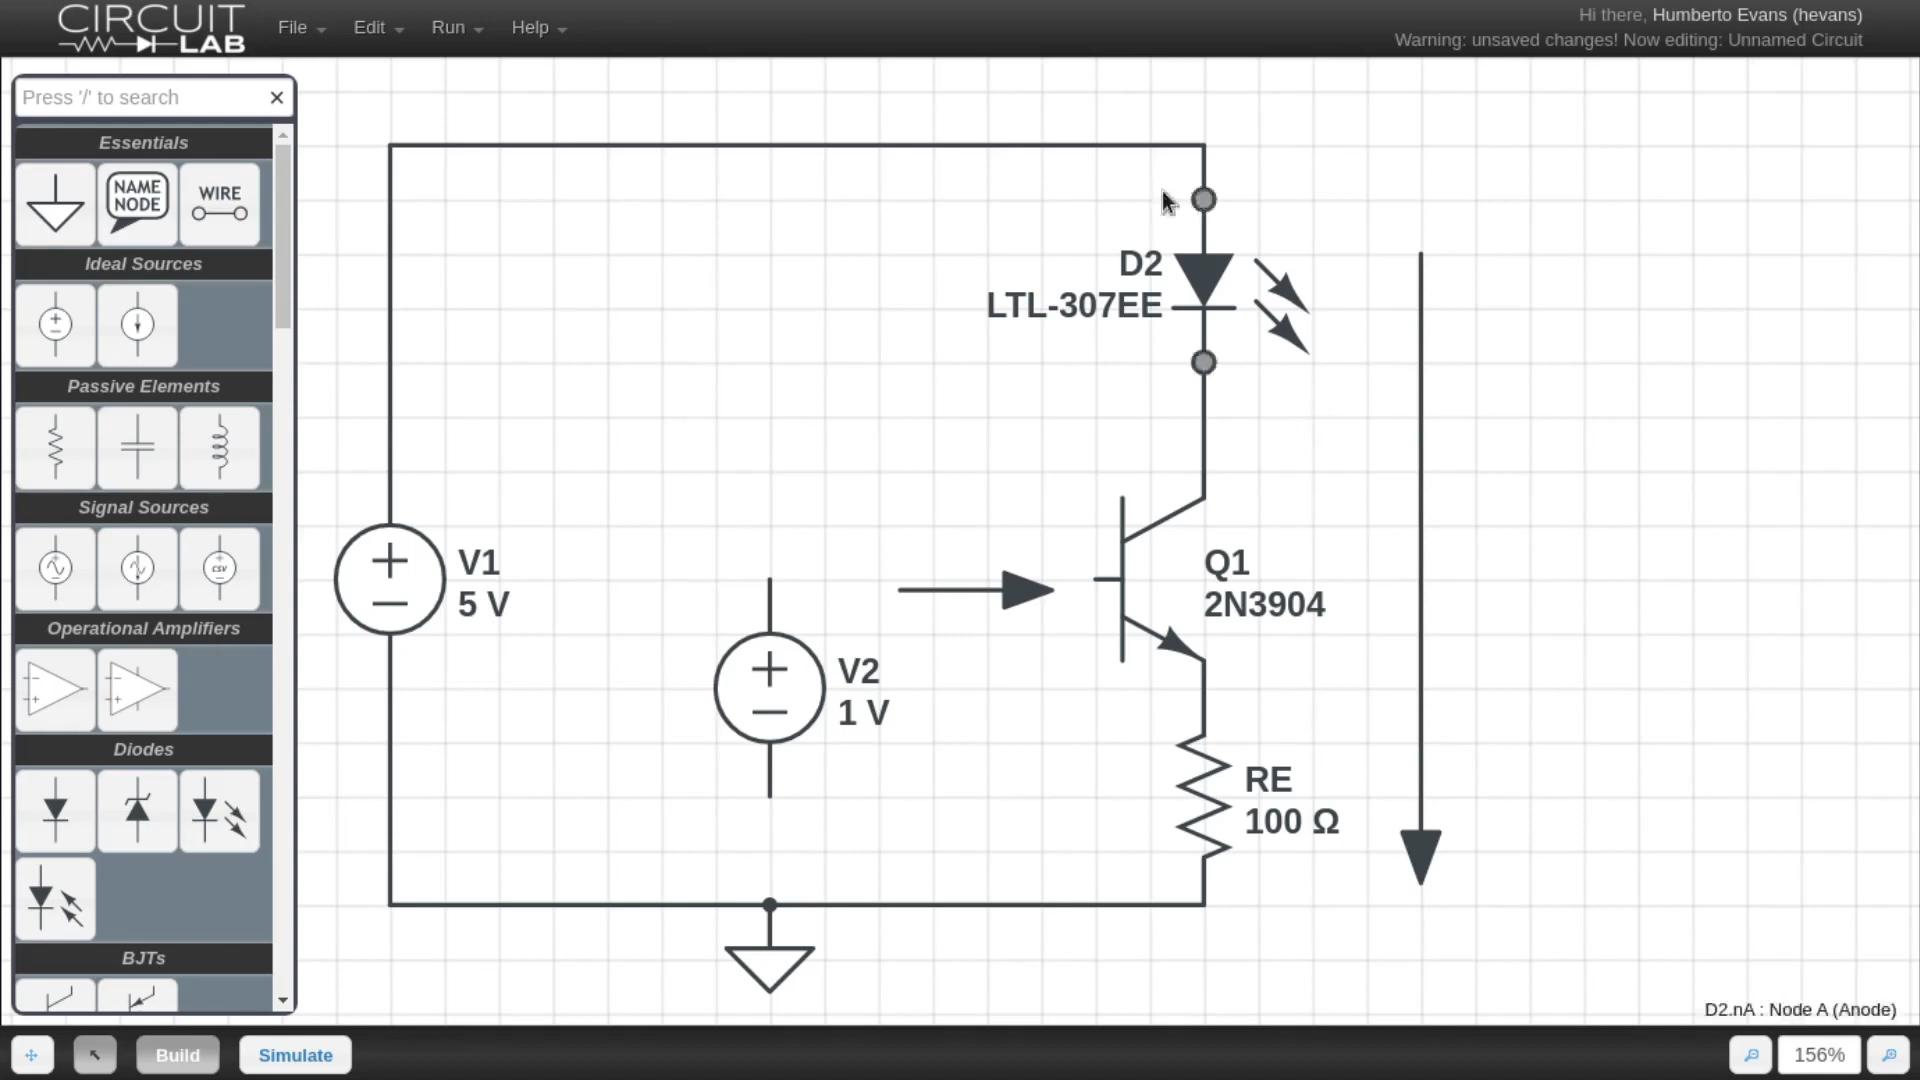 CIRCUIT
LAB
File
Edit
Run
Help
Hi there, Humberto Evans (hevans)
Warning: unsaved changes! Now editing: Unnamed Circuit
Press '/' to search
Essentials
NAME
NODE
WIRE
Ideal Sources
Passive Elements
Signal Sources
csv
Operational Amplifiers
Diodes
BJTs
D2
LTL-307EE
V1
5 V
V2
1 V
Q1
2N3904
RE
100 Ω
D2.nA : Node A (Anode)
Build
Simulate
156%